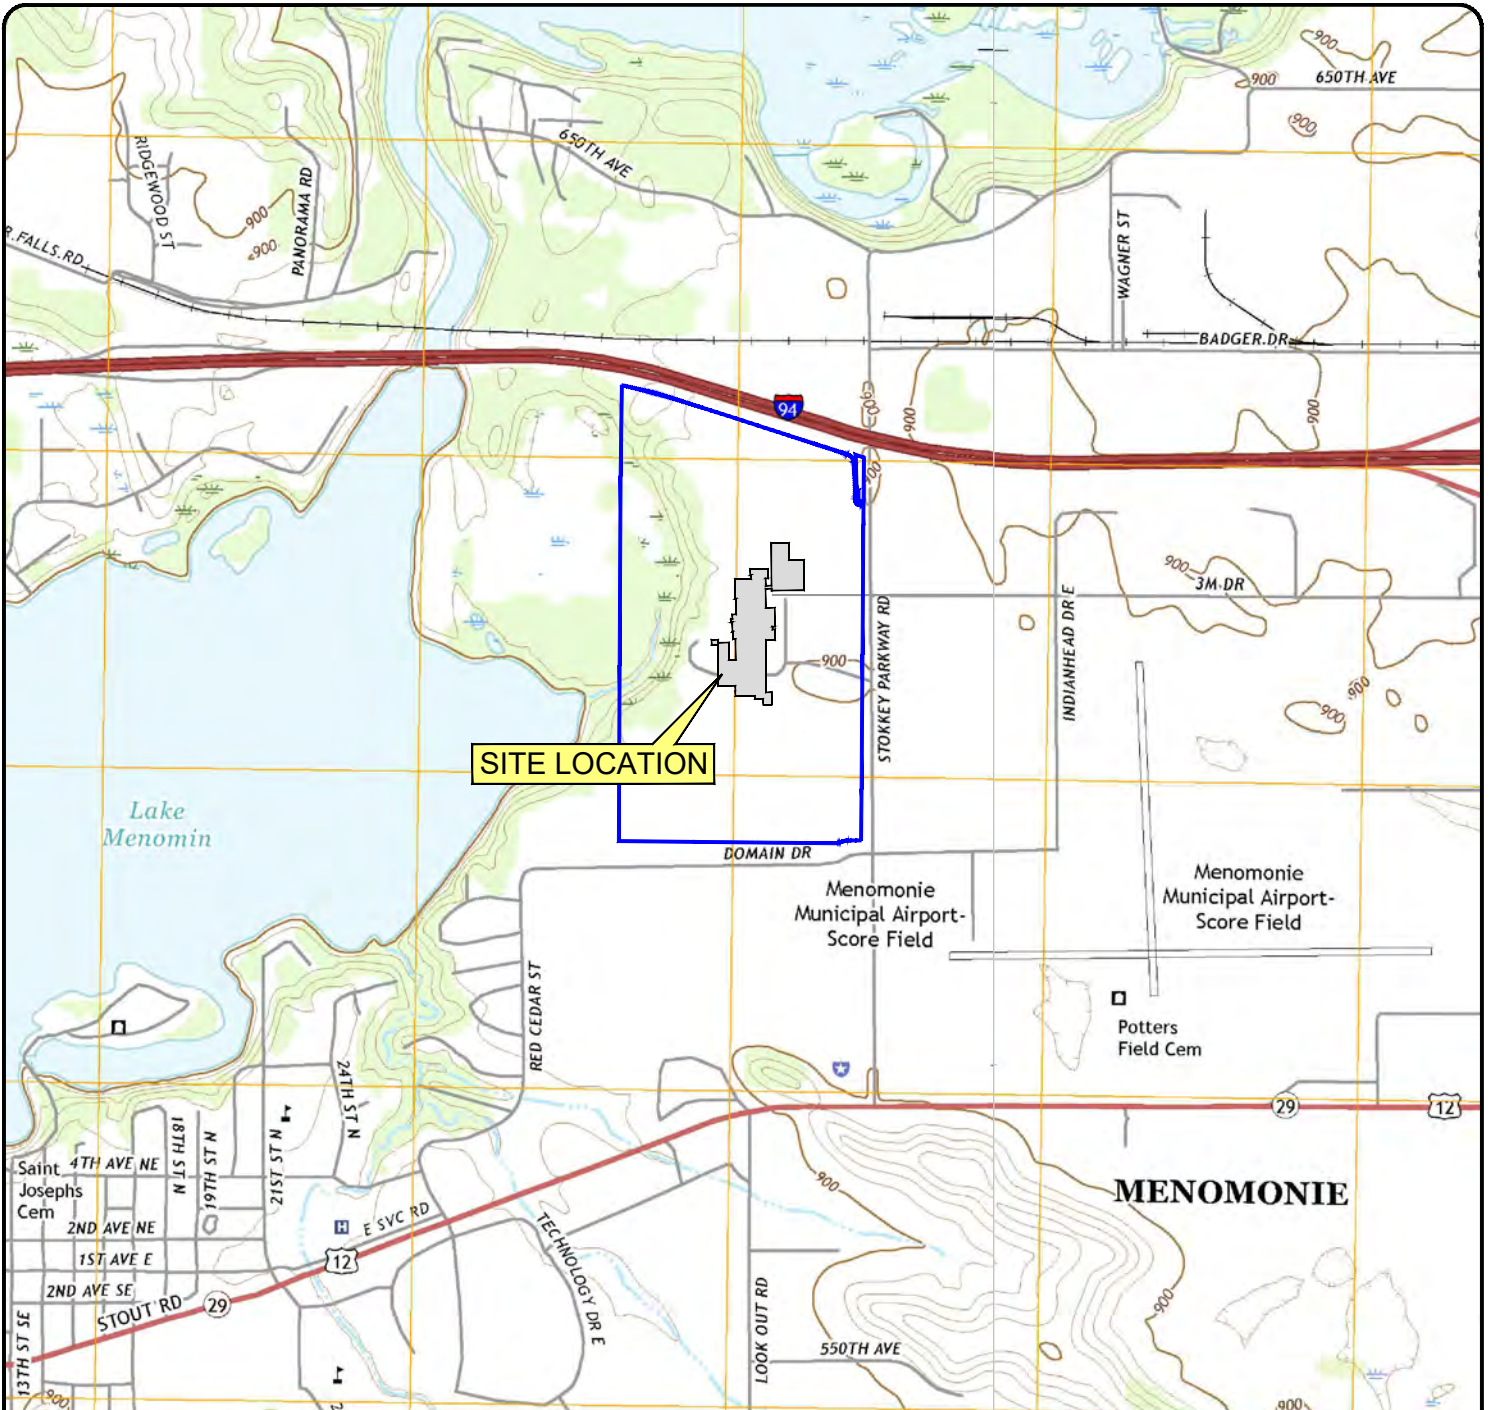 900
900
650TH AVE
900
650TH AVE
RIDGEWOOD ST
PANORAMA RD
900
900
R.FALLS.RD
WAGNER ST
BADGER.DR
94
900
900
900
900
3M DR
STOKKEY PARKWAY RD
INDIANHEAD DR E
900
900
900
SITE LOCATION
Lake
Menomin
DOMAIN DR
Menomonie
Municipal Airport-
Score Field
Menomonie
Municipal Airport-
Score Field
RED CEDAR ST
Potters
Field Cem
24TH ST N
29
12
18TH ST N
19TH ST N
21ST ST N
Saint
Josephs
Cem
4TH AVE NE
2ND AVE NE
1ST AVE E
2ND AVE SE
H
E SVC RD
12
STOUT RD
29
13TH ST SE
900
TECHNOLOGY DR E
MENOMONIE
900
900
LOOK OUT RD
550TH AVE
900
2